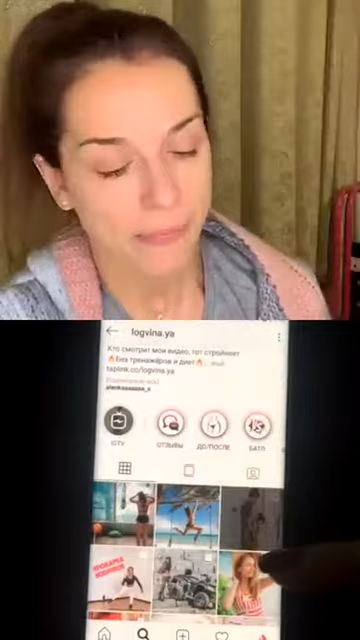 logvina.ya
Кто смотрит мои видео, тот стройнеет
🔥Без тренажёров и диет🔥
taplink.cc/logvina.ya
IGTV
ОТЗЫВЫ
ДО/ПОСЛЕ
БАТЛ
ПРОКАЧКА